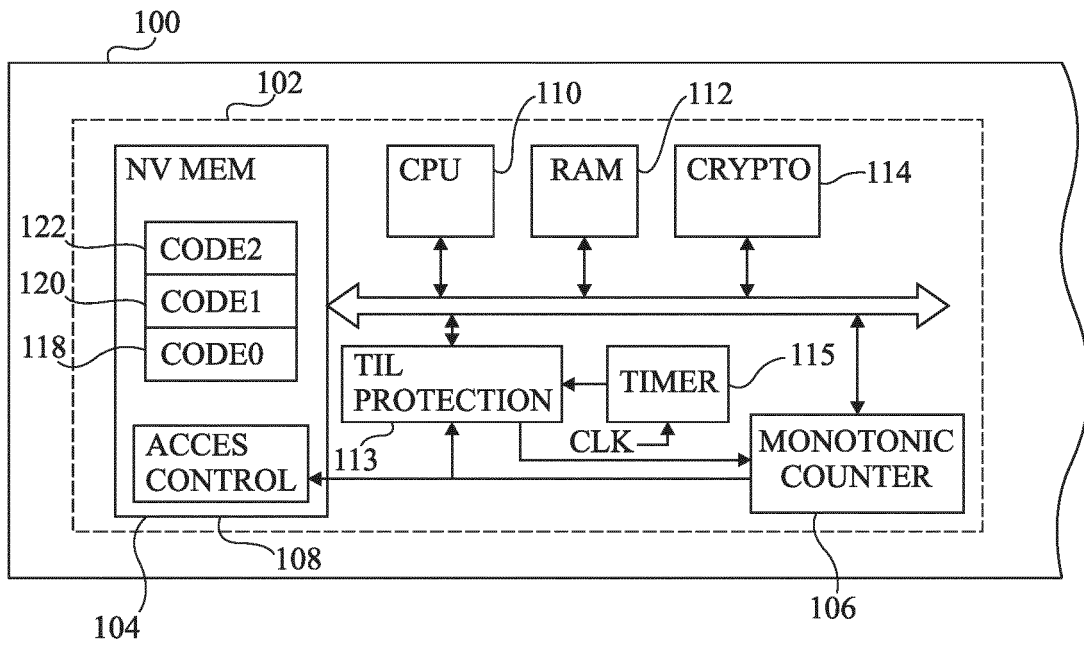 100
102
110
112
NV MEM
CPU
RAM
CRYPTO
114
122
CODE2
120
CODE1
118
CODE0
TIL
PROTECTION
TIMER
115
113
CLK
ACCES
CONTROL
MONOTONIC
COUNTER
108
104
106